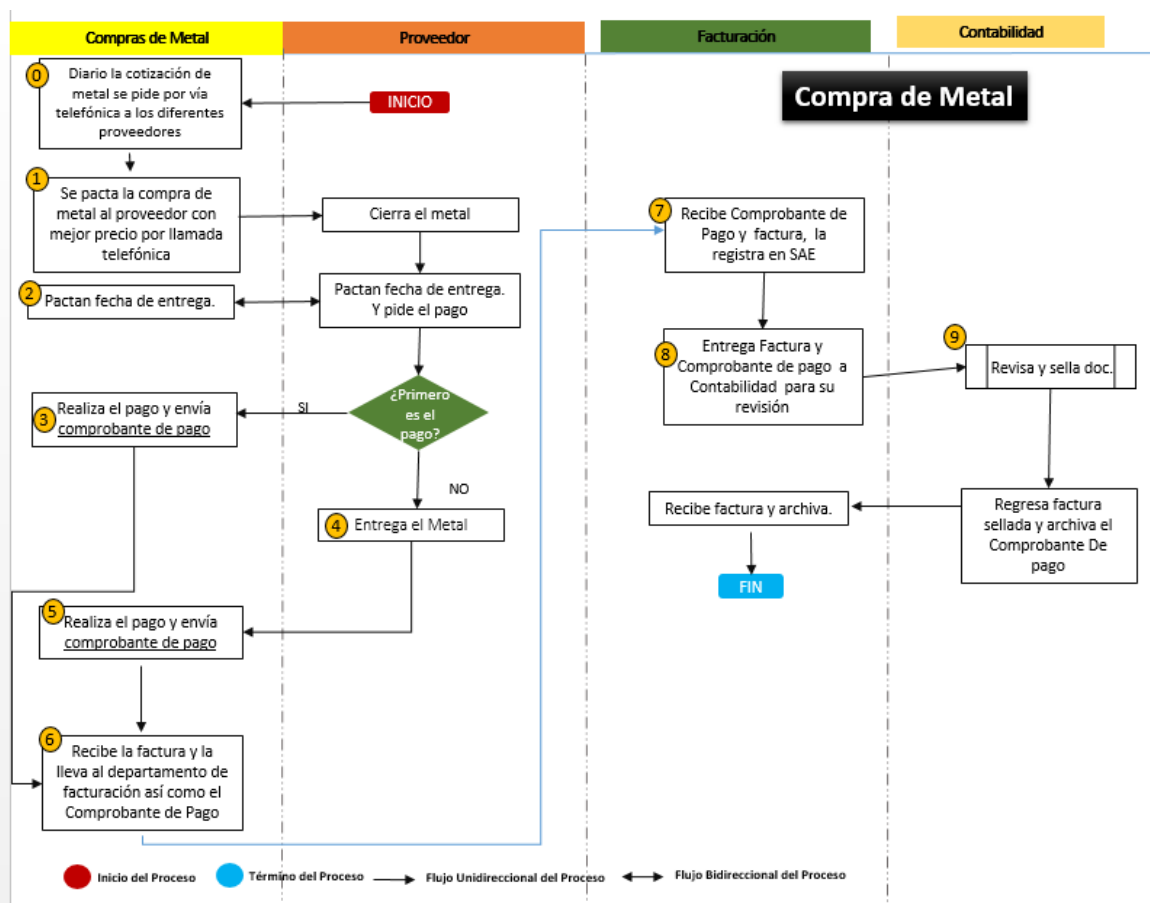 Compras de Metal
Proveedor
Facturación
Contabilidad
Compra de Metal
0
Diario la cotización de
metal se pide por vía
telefónica a los diferentes
proveedores
INICIO
1
Se pacta la compra de
metal al proveedor con
mejor precio por llamada
telefónica
Cierra el metal
2
Pactan fecha de entrega.
Pactan fecha de entrega.
Y pide el pago
¿Primero
es el
pago?
SI
NO
3
Realiza el pago y envía
comprobante de pago
4
Entrega el Metal
5
Realiza el pago y envía
comprobante de pago
6
Recibe la factura y la
lleva al departamento de
facturación así como el
Comprobante de Pago
7
Recibe Comprobante de
Pago y factura, la
registra en SAE
8
Entrega Factura y
Comprobante de pago a
Contabilidad para su
revisión
9
Revisa y sella doc.
Regresa factura
sellada y archiva el
Comprobante De
pago
Recibe factura y archiva.
FIN
Inicio del Proceso
Término del Proceso
Flujo Unidireccional del Proceso
Flujo Bidireccional del Proceso